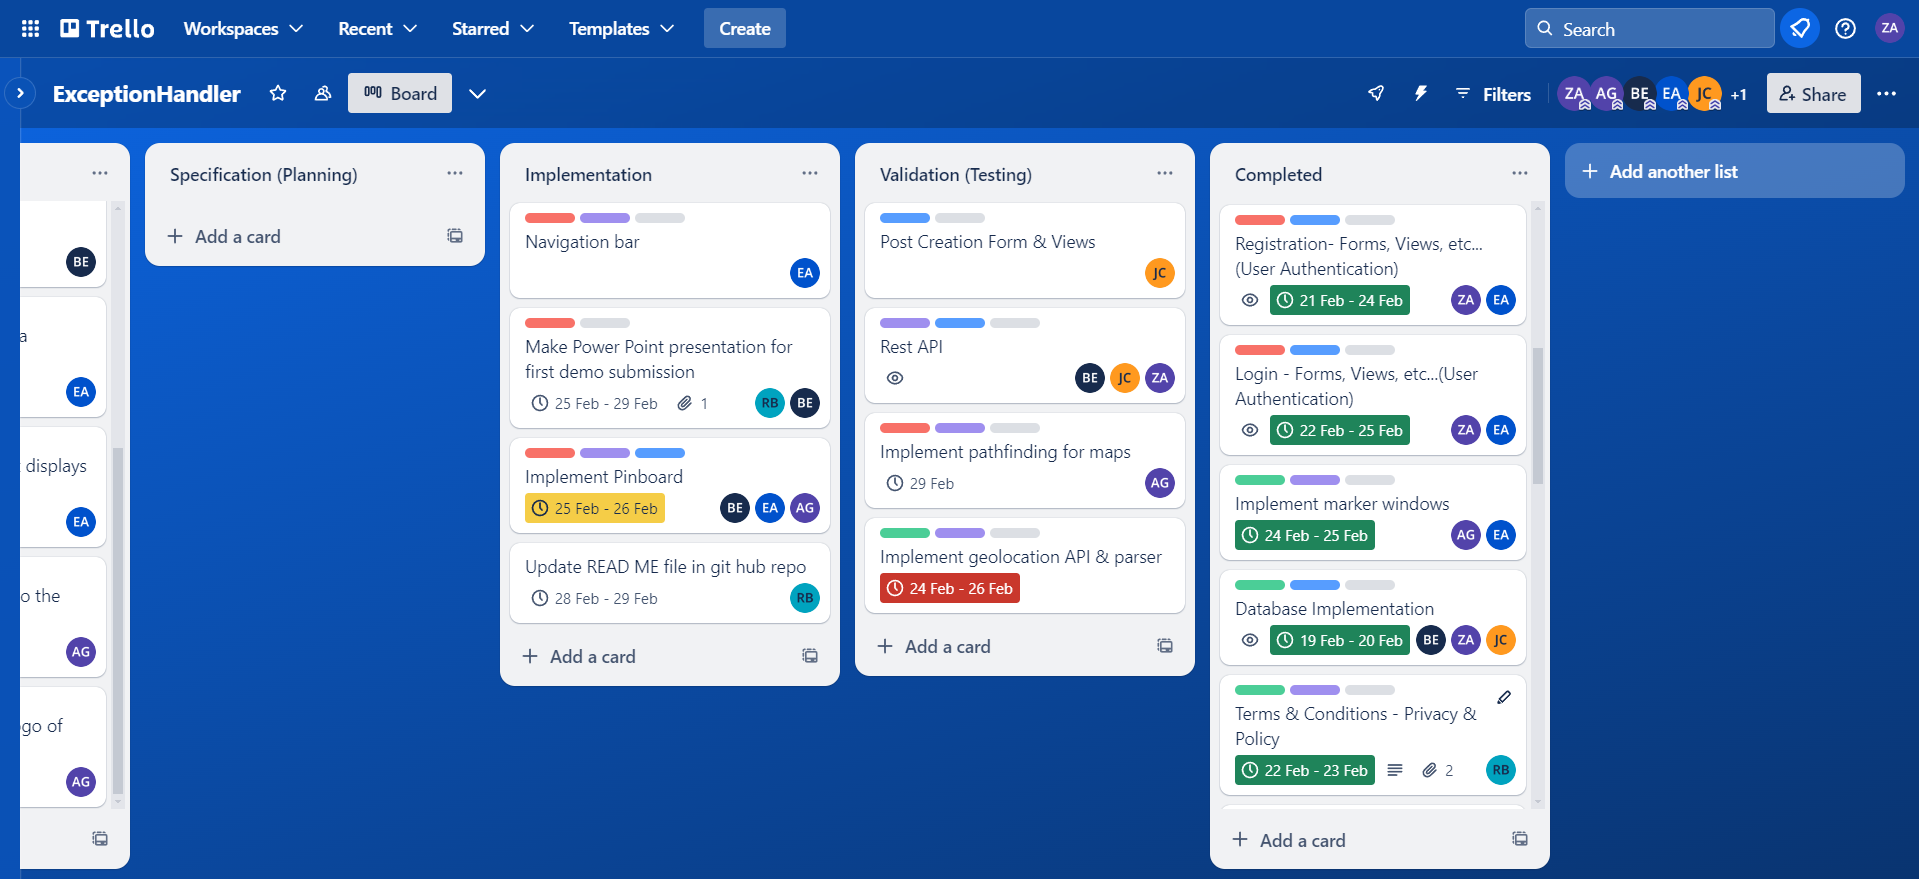 Trello
Workspaces
Recent
Starred
Templates
Create
Search
ZA
ExceptionHandler
Board
Filters
ZA
AG
BE
EA
JC
+1
Share
BE
a
EA
displays
EA
o the
AG
go of
AG
Specification (Planning)
Add a card
Implementation
Navigation bar
EA
Make Power Point presentation for
first demo submission
25 Feb - 29 Feb
1
RB
BE
Implement Pinboard
25 Feb - 26 Feb
BE
EA
AG
Update READ ME file in git hub repo
28 Feb - 29 Feb
RB
Add a card
Validation (Testing)
Post Creation Form & Views
JC
Rest API
BE
JC
ZA
Implement pathfinding for maps
29 Feb
AG
Implement geolocation API & parser
24 Feb - 26 Feb
Add a card
Completed
Registration- Forms, Views, etc...
(User Authentication)
21 Feb - 24 Feb
ZA
EA
Login - Forms, Views, etc...(User
Authentication)
22 Feb - 25 Feb
ZA
EA
Implement marker windows
24 Feb - 25 Feb
AG
EA
Database Implementation
19 Feb - 20 Feb
BE
ZA
JC
Terms & Conditions - Privacy &
Policy
22 Feb - 23 Feb
2
RB
Add a card
Add another list